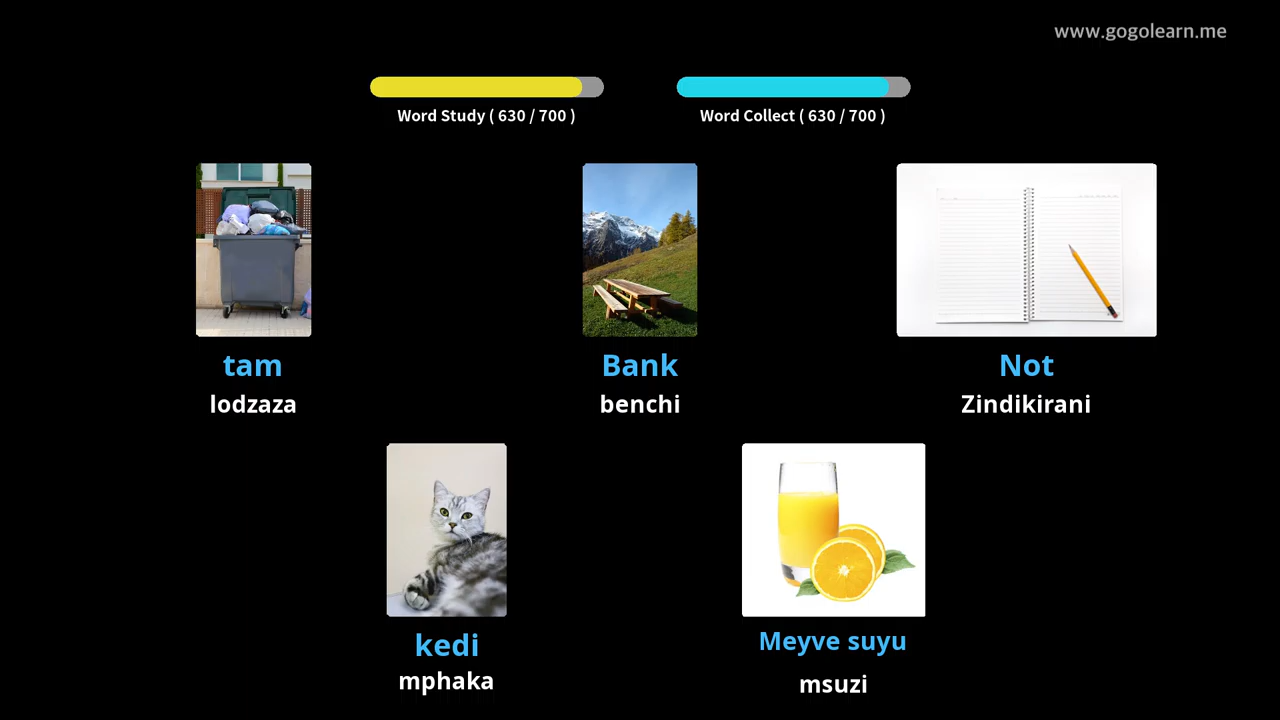 www.gogolearn.me
Word Study ( 630 / 700 )
Word Collect ( 630 / 700 )
tam
lodzaza
Bank
benchi
Not
Zindikirani
kedi
mphaka
Meyve suyu
msuzi